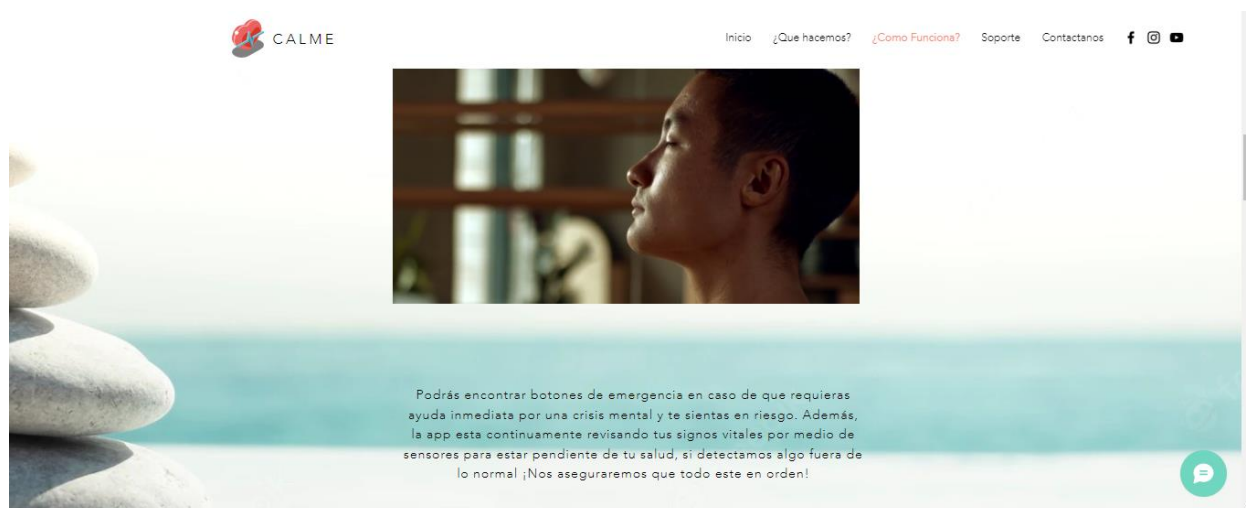 CALME
Inicio ¿Que hacemos? ¿Como Funciona? Soporte Contactanos
Podrás encontrar botones de emergencia en caso de que requieras
ayuda inmediata por una crisis mental y te sientas en riesgo. Además,
la app esta continuamente revisando tus signos vitales por medio de
sensores para estar pendiente de tu salud, si detectamos algo fuera de
lo normal ¡Nos aseguraremos que todo este en orden!